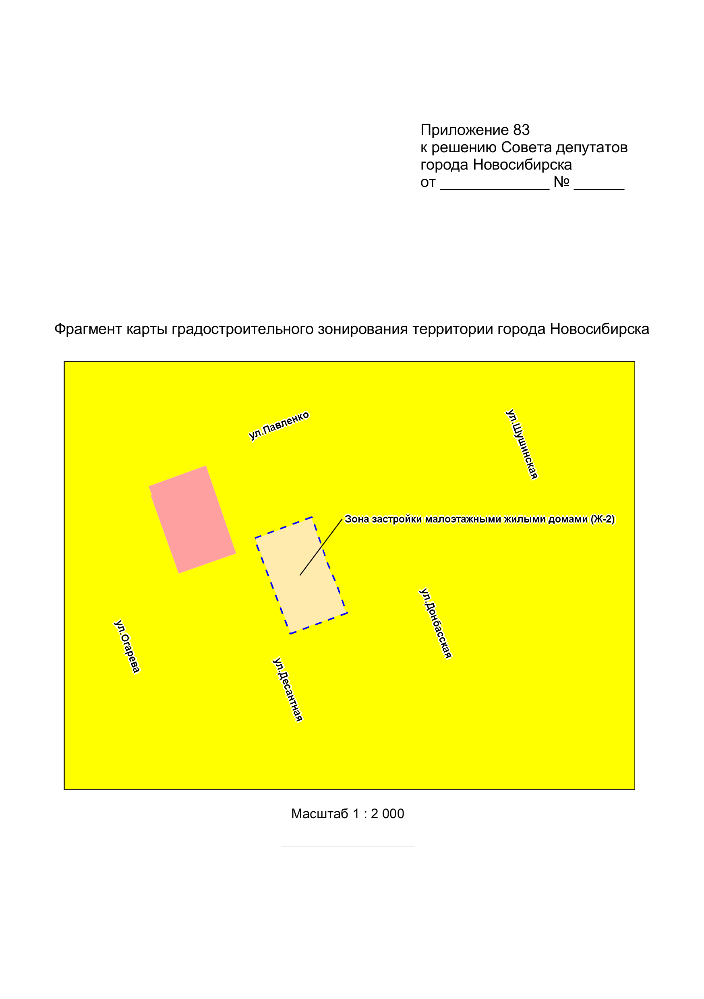 Приложение 83
к решению Совета депутатов
города Новосибирска
от _____________ № ______
Фрагмент карты градостроительного зонирования территории города Новосибирска
ул.Павленко
ул.Шушинская
Зона застройки малоэтажными жилыми домами (Ж-2)
ул.Донбасская
ул.Огарева
ул.Десантная
Масштаб 1 : 2 000